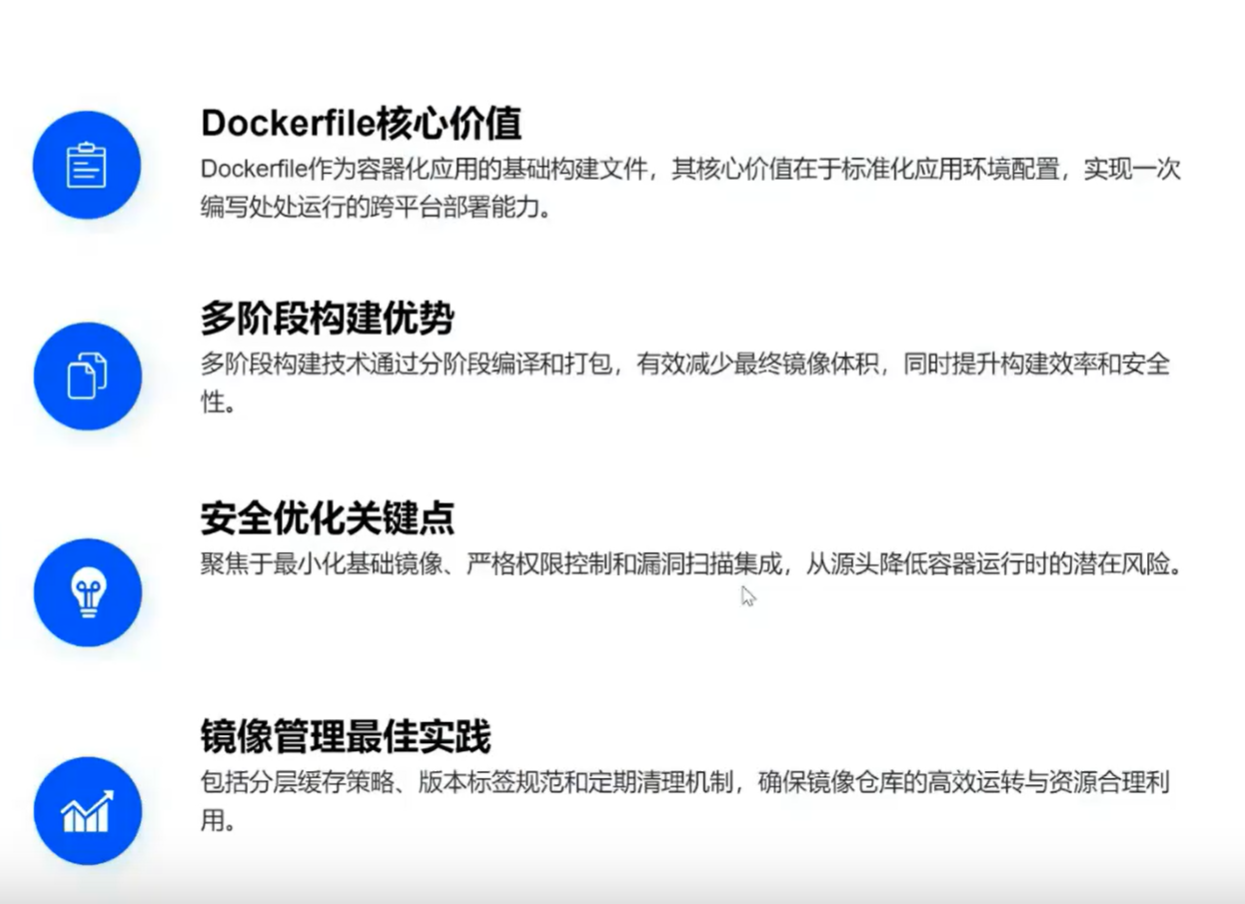 Dockerfile核心价值
Dockerfile作为容器化应用的基础构建文件，其核心价值在于标准化应用环境配置，实现一次
编写处处运行的跨平台部署能力。
多阶段构建优势
多阶段构建技术通过分阶段编译和打包，有效减少最终镜像体积，同时提升构建效率和安全
性。
安全优化关键点
聚焦于最小化基础镜像、严格权限控制和漏洞扫描集成，从源头降低容器运行时的潜在风险。
镜像管理最佳实践
包括分层缓存策略、版本标签规范和定期清理机制，确保镜像仓库的高效运转与资源合理利
用。